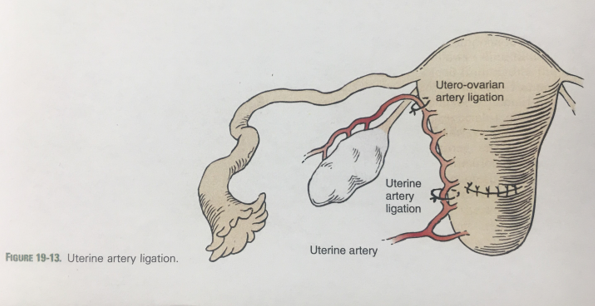 Utero-ovarian
artery ligation
Uterine
artery
ligation
Uterine artery
FIGURE 19-13. Uterine artery ligation.